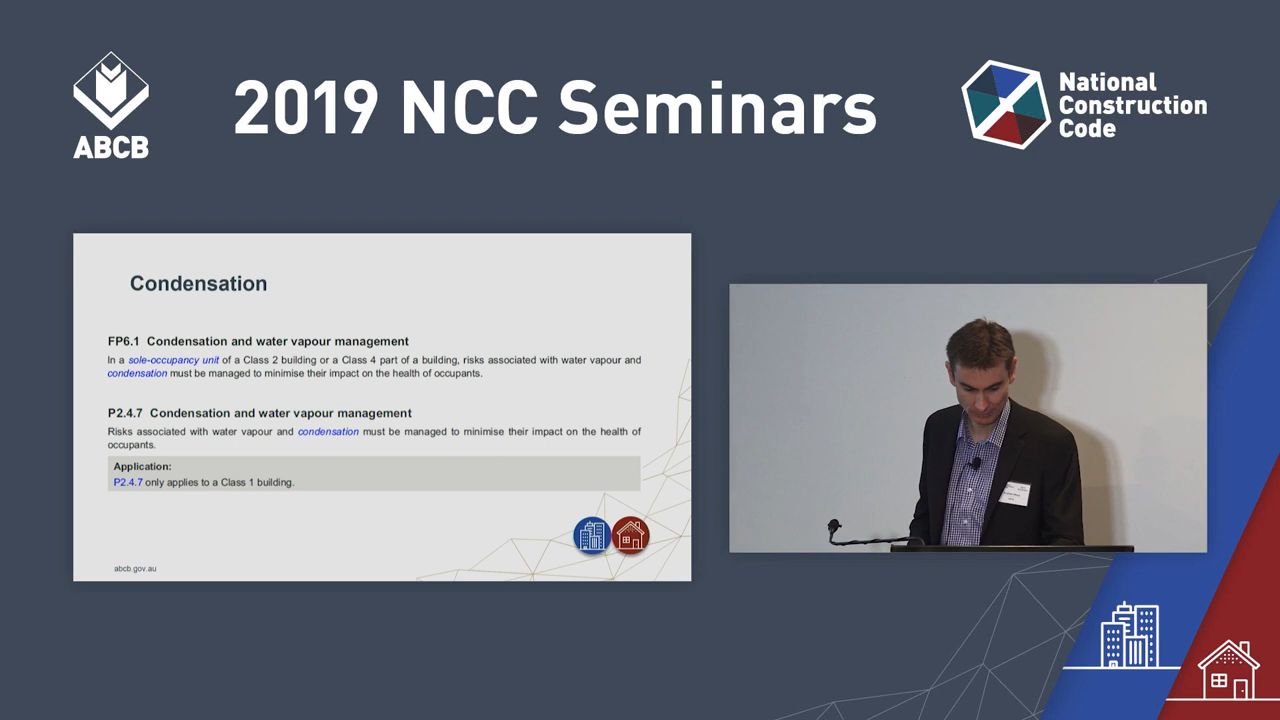 ABCB
2019 NCC Seminars
National
Construction
Code
Condensation
FP6.1 Condensation and water vapour management
In a sole-occupancy unit of a Class 2 building or a Class 4 part of a building, risks associated with water vapour and
condensation must be managed to minimise their impact on the health of occupants.
P2.4.7 Condensation and water vapour management
Risks associated with water vapour and condensation must be managed to minimise their impact on the health of
occupants.
Application:
P2.4.7 only applies to a Class 1 building.
abcb.gov.au